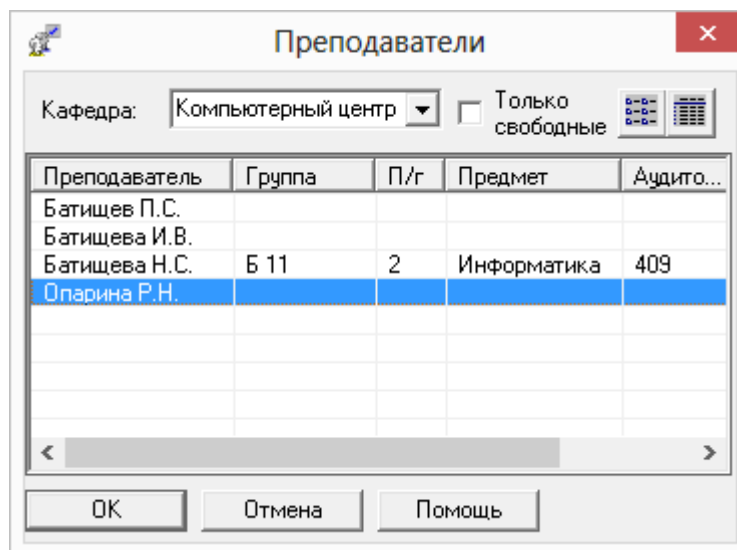 Преподаватели
Кафедра: Компьютерный центр Только свободные
Преподаватель Группа П/г Предмет Аудито...
Батищев П.С.
Батищева И.В.
Батищева Н.С. Б 11 2 Информатика 409
Опарина Р.Н.
OK Отмена Помощь